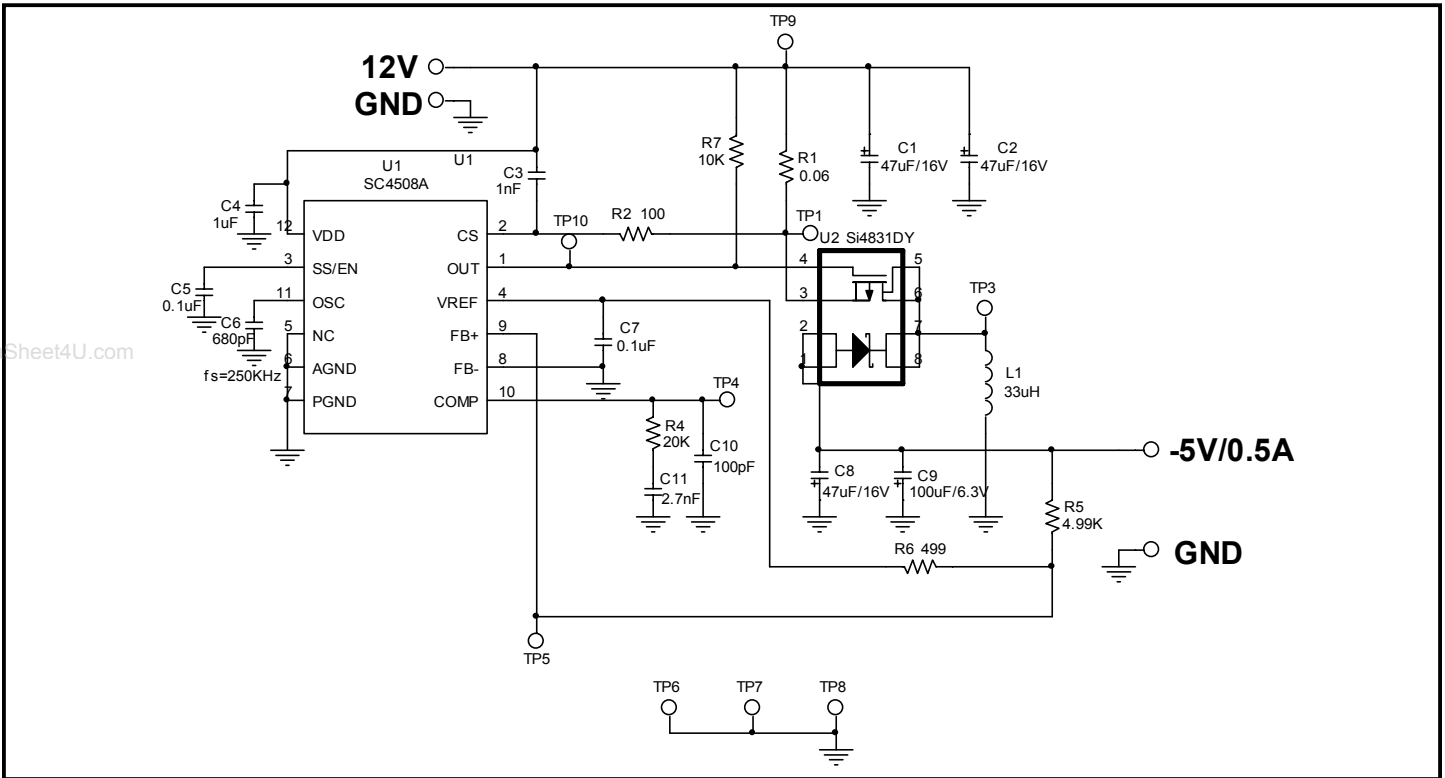 TP9
12V
GND
U1
U1
SC4508A
C3
1nF
R7
10K
R1
0.06
C1
47uF/16V
C2
47uF/16V
C4
1uF
TP10
R2 100
TP1
U2 Si4831DY
12 VDD
CS 2
3 SS/EN
OUT 1
11 OSC
VREF 4
5 NC
FB+ 9
6 AGND
FB- 8
7 PGND
COMP 10
C5
0.1uF
C6
680pF
fs=250KHz
Sheet4U.com
C7
0.1uF
4
3
2
1
5
6
7
8
TP3
L1
33uH
TP4
R4
20K
C10
100pF
C11
2.7nF
-5V/0.5A
C8
47uF/16V
C9
100uF/6.3V
R5
4.99K
R6 499
GND
TP5
TP6
TP7
TP8